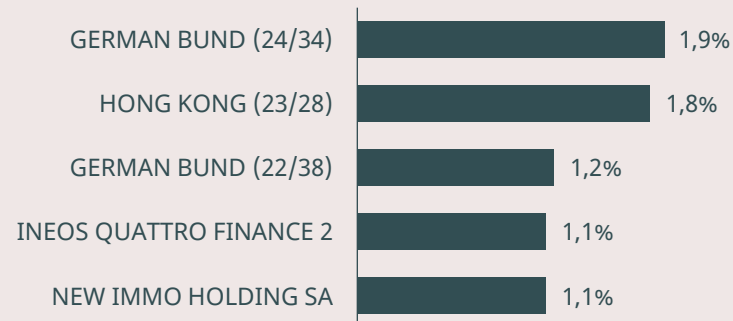 GERMAN BUND (24/34) 1,9%
HONG KONG (23/28) 1,8%
GERMAN BUND (22/38) 1,2%
INEOS QUATTRO FINANCE 2 1,1%
NEW IMMO HOLDING SA 1,1%